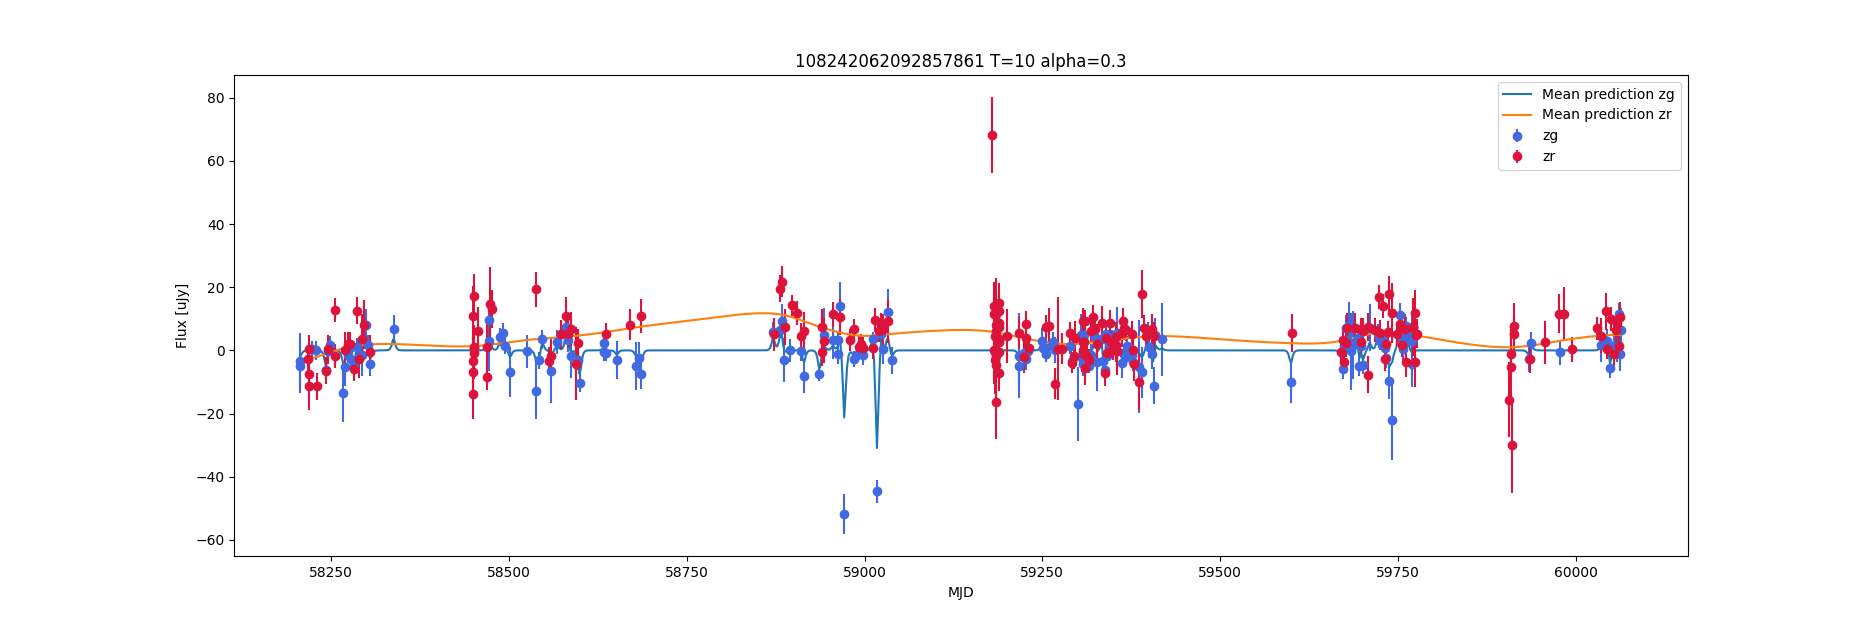 108242062092857861 T=10 alpha=0.3
Mean prediction zg
Mean prediction zr
zg
zr
Flux [uJy]
80
60
40
20
0
−20
−40
−60
58250 58500 58750 59000 59250 59500 59750 60000
MJD